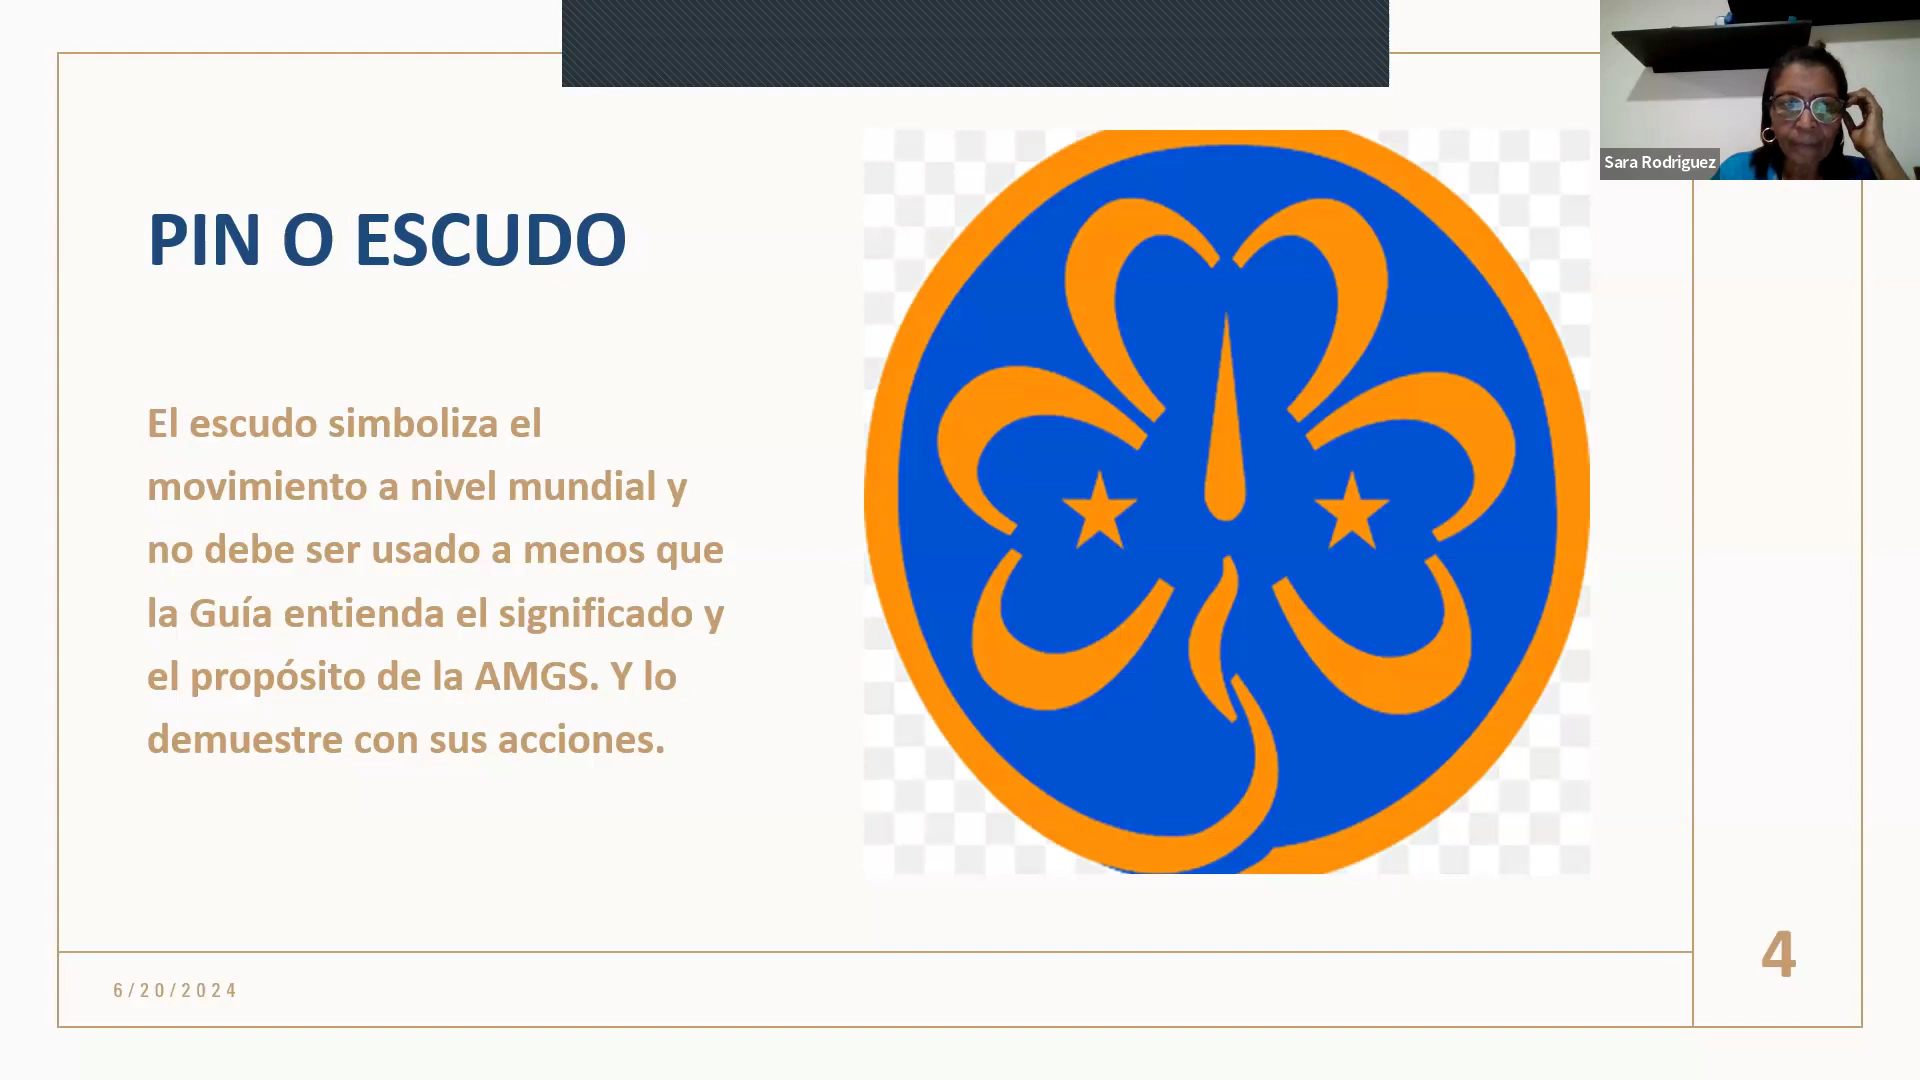 Sara Rodriguez
PIN O ESCUDO
El escudo simboliza el
movimiento a nivel mundial y
no debe ser usado a menos que
la Guía entienda el significado y
el propósito de la AMGS. Y lo
demuestre con sus acciones.
4
6/20/2024